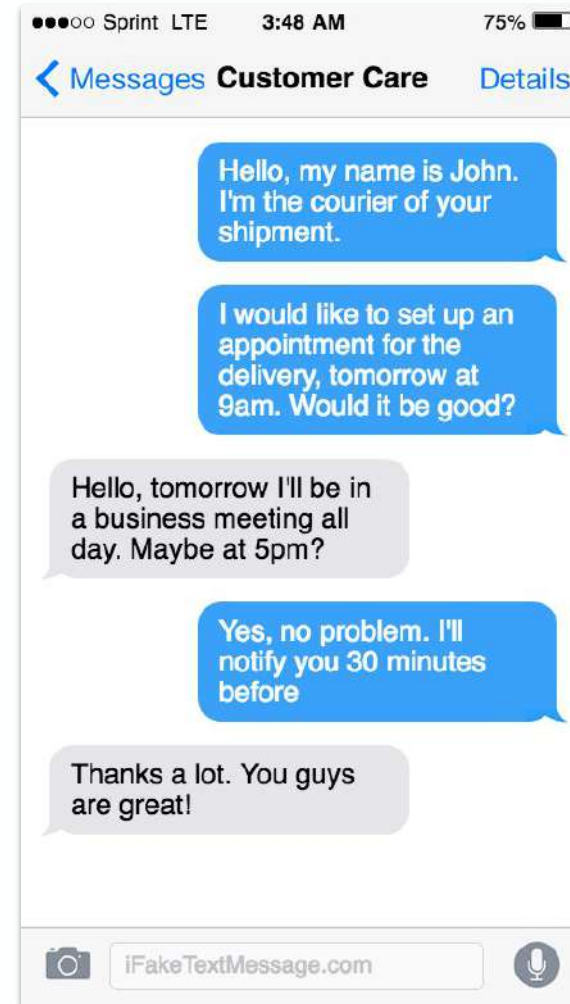 Sprint LTE 3:48 AM 75%
Messages Customer Care Details
Hello, my name is John.
I'm the courier of your
shipment.
I would like to set up an
appointment for the
delivery, tomorrow at
9am. Would it be good?
Hello, tomorrow I'll be in
a business meeting all
day. Maybe at 5pm?
Yes, no problem. I'll
notify you 30 minutes
before
Thanks a lot. You guys
are great!
iFakeTextMessage.com